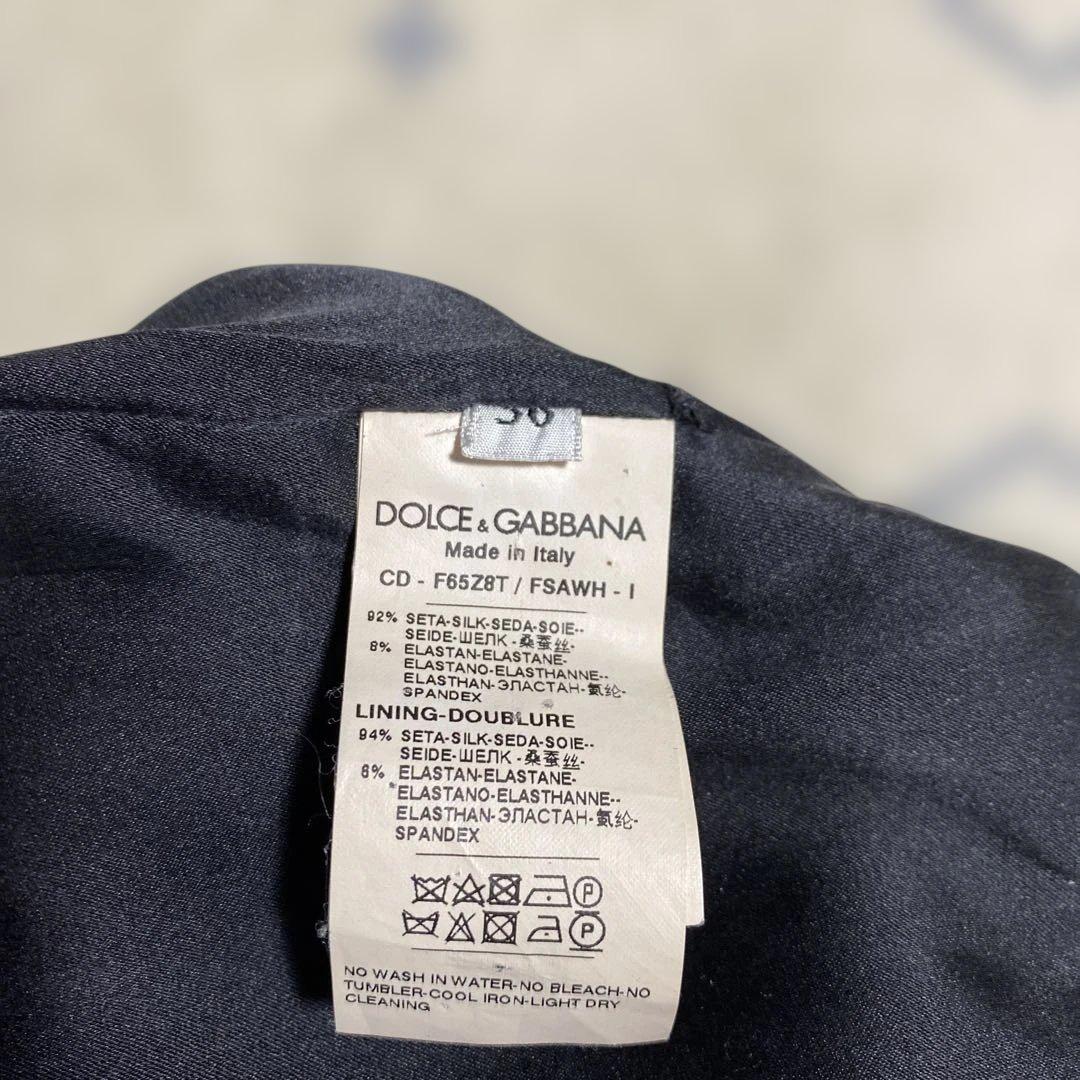 36
DOLCE & GABBANA
Made in Italy
CD - F65Z8T / FSAWH - I
92% SETA-SILK-SEDA-SOIE--
SEIDE-ШЕЛК -桑蚕丝-
8% ELASTAN-ELASTANE-
ELASTANO-ELASTHANNE--
ELASTHAN-ЭЛАСТАН-氨纶-
SPANDEX
LINING-DOUBLURE
94% SETA-SILK-SEDA-SOIE--
SEIDE-ШЕЛК -桑蚕丝-
6% ELASTAN-ELASTANE-
ELASTANO-ELASTHANNE--
ELASTHAN-ЭЛАСТАН-氨纶-
SPANDEX
P
P
NO WASH IN WATER-NO BLEACH-NO
TUMBLER-COOL IRON-LIGHT DRY
CLEANING